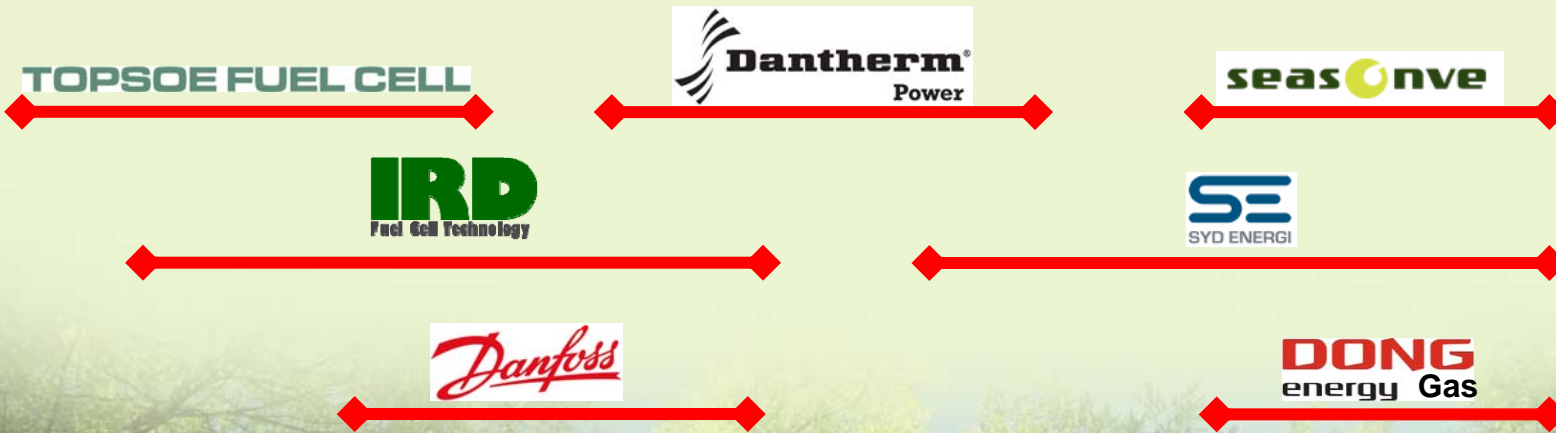 TOPSOE FUEL CELL
Dantherm®
Power
seas nve
IRD
Fuel Cell Technology
SE
SYD ENERGI
Danfoss
DONG
energy Gas